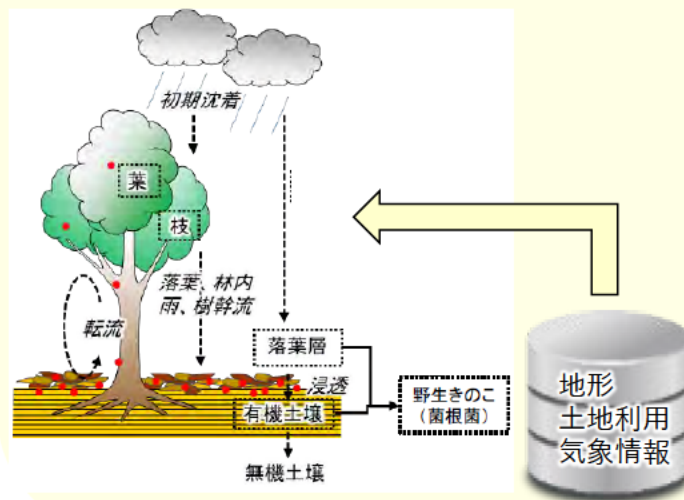 初期沈着
葉
枝
落葉、林内
雨、樹幹流
転流
落葉層
浸透
有機土壌
無機土壌
野生きのこ
(菌根菌)
地形
土地利用
気象情報